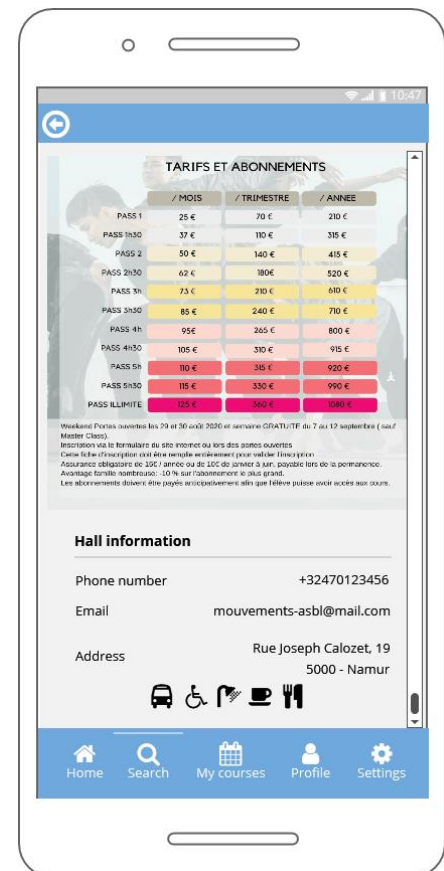 10:47
TARIFS ET ABONNEMENTS
/ MOIS / TRIMESTRE / ANNEE
PASS 1 25 € 70 € 210 €
PASS 1h30 37 € 110 € 315 €
PASS 2 50 € 140 € 415 €
PASS 2h30 62 € 180€ 520 €
PASS 3h 73 € 210 € 610 €
PASS 3h30 85 € 240 € 710 €
PASS 4h 95€ 265 € 800 €
PASS 4h30 105 € 310 € 915 €
PASS 5h 110 € 315 € 920 €
PASS 5h30 115 € 330 € 990 €
PASS ILLIMITE 125 € 360 € 1080 €
Weekend Portes ouvertes les 29 et 30 août 2020 et semaine GRATUITE du 7 au 12 septembre ( sauf
Master Class).
Inscription via le formulaire du site internet ou lors des portes ouvertes
Cette fiche d'inscription doit être remplie entièrement pour valider l'inscription
Assurance obligatoire de 16€ / année ou de 10€ de janvier à juin, payable lors de la permanence.
Avantage famille nombreuse: -10 % sur l'abonnement le plus grand.
Les abonnements doivent être payés anticipativement afin que l'élève puisse avoir accès aux cours.
Hall information
Phone number +32470123456
Email mouvements-asbl@mail.com
Address Rue Joseph Calozet, 19
5000 - Namur
Home Search My courses Profile Settings